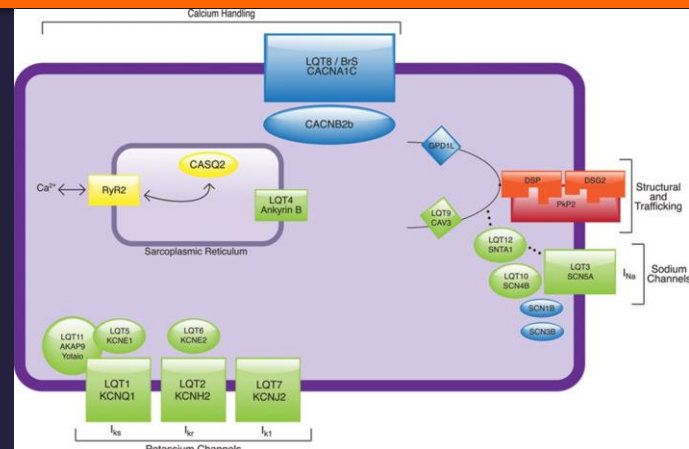 Calcium Handling
LQT8 / BrS
CACNA1C
CACNB2b
GPD1L
CASQ2
Ca2+
RyR2
LQT4
Ankyrin B
Sarcoplasmic Reticulum
DSP
DSG2
PkP2
Structural
and
Trafficking
LQT9
CAV3
LQT12
SNTA1
LQT10
SCN4B
LQT3
SCN5A
INa
Sodium
Channels
SCN1B
SCN3B
LQT11
AKAP9
Yotaio
LQT5
KCNE1
LQT6
KCNE2
LQT1
KCNQ1
LQT2
KCNH2
LQT7
KCNJ2
Iks
Ikr
Ik1
Potassium Channels